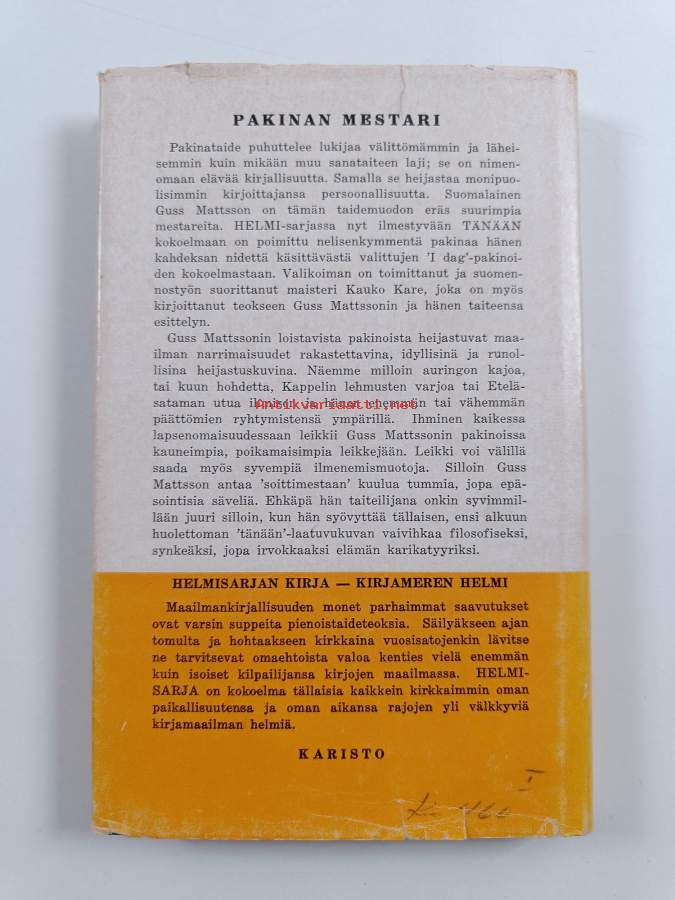 PAKINAN MESTARI
Pakinataide puhuttelee lukijaa välittömämmin ja lähei-
semmin kuin mikään muu sanataiteen laji; se on nimen-
omaan elävää kirjallisuutta. Samalla se heijastaa monipuo-
lisimmin kirjoittajansa persoonallisuutta. Suomalainen
Guss Mattsson on tämän taidemuodon eräs suurimpia
mestareita. HELMI-sarjassa nyt ilmestyvään TÄNÄÄN
kokoelmaan on poimittu nelisenkymmentä pakinaa hänen
kahdeksan nidettä käsittävästä valittujen 'I dag'-pakinoi-
den kokoelmastaan. Valikoiman on toimittanut ja suomen-
nostyön suorittanut maisteri Kauko Kare, joka on myös
kirjoittanut teokseen Guss Mattssonin ja hänen taiteensa
esittelyn.
Guss Mattssonin loistavista pakinoista heijastuvat maa-
ilman narrimaisuudet rakastettavina, idyllisinä ja runol-
lisina heijastuskuvina. Näemme milloin auringon kajoa,
tai kuun hohdetta, Kappelin lehmusten varjoa tai Etelä-
sataman utua ihmisen ja hänen enemmän tai vähemmän
Antikvariaatti.net
päättömien ryhtymistensä ympärillä. Ihminen kaikessa
lapsenomaisuudessaan leikkii Guss Mattssonin pakinoissa
kauneimpia, poikamaisimpia leikkejään. Leikki voi välillä
saada myös syvempiä ilmenemismuotoja. Silloin Guss
Mattsson antaa 'soittimestaan' kuulua tummia, jopa epä-
sointisia säveliä. Ehkäpä hän taiteilijana onkin syvimmil-
lään juuri silloin, kun hän syövyttää tällaisen, ensi alkuun
huolettoman 'tänään'-laatuvukuvan vaivihkaa filosofiseksi,
synkeäksi, jopa irvokkaaksi elämän karikatyyriksi.
HELMISARJAN KIRJA — KIRJAMEREN HELMI
Maailmankirjallisuuden monet parhaimmat saavutukset
ovat varsin suppeita pienoistaideteoksia. Säilyäkseen ajan
tomulta ja hohtaakseen kirkkaina vuosisatojenkin lävitse
ne tarvitsevat omaehtoista valoa kenties vielä enemmän
kuin isoiset kilpailijansa kirjojen maailmassa. HELMI-
SARJA on kokoelma tällaisia kaikkein kirkkaimmin oman
paikallisuutensa ja oman aikansa rajojen yli välkkyviä
kirjamaailman helmiä.
KARISTO
I